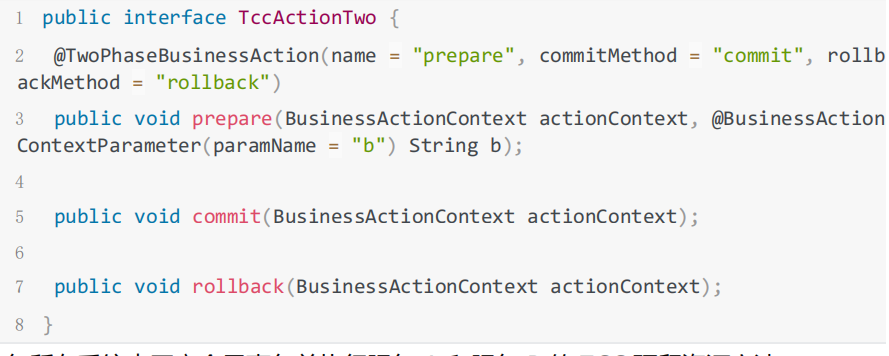 1 public interface TccActionTwo {
2 @TwoPhaseBusinessAction(name = "prepare", commitMethod = "commit", rollb
ackMethod = "rollback")
3 public void prepare(BusinessActionContext actionContext, @BusinessAction
ContextParameter(paramName = "b") String b);
4
5 public void commit(BusinessActionContext actionContext);
6
7 public void rollback(BusinessActionContext actionContext);
8 }